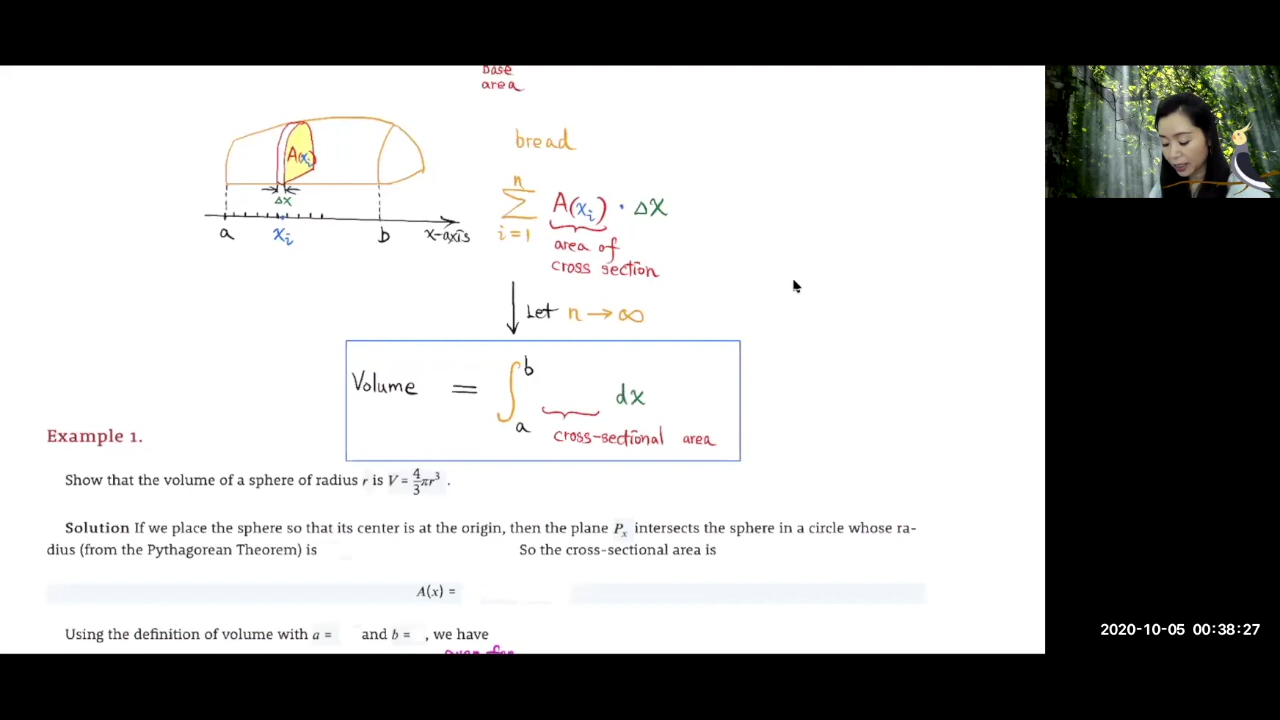 base
area
bread
A(xᵢ)
Δx
a xᵢ b x-axis
n
∑ A(xᵢ) · Δx
i=1
area of
cross section
Let n → ∞
Volume = ∫ₐᵇ dx
cross-sectional area
Example 1.
Show that the volume of a sphere of radius r is V = 4/3 πr³ .
Solution If we place the sphere so that its center is at the origin, then the plane Pₓ intersects the sphere in a circle whose ra-
dius (from the Pythagorean Theorem) is So the cross-sectional area is
A(x) =
Using the definition of volume with a = and b = , we have
2020-10-05 00:38:27